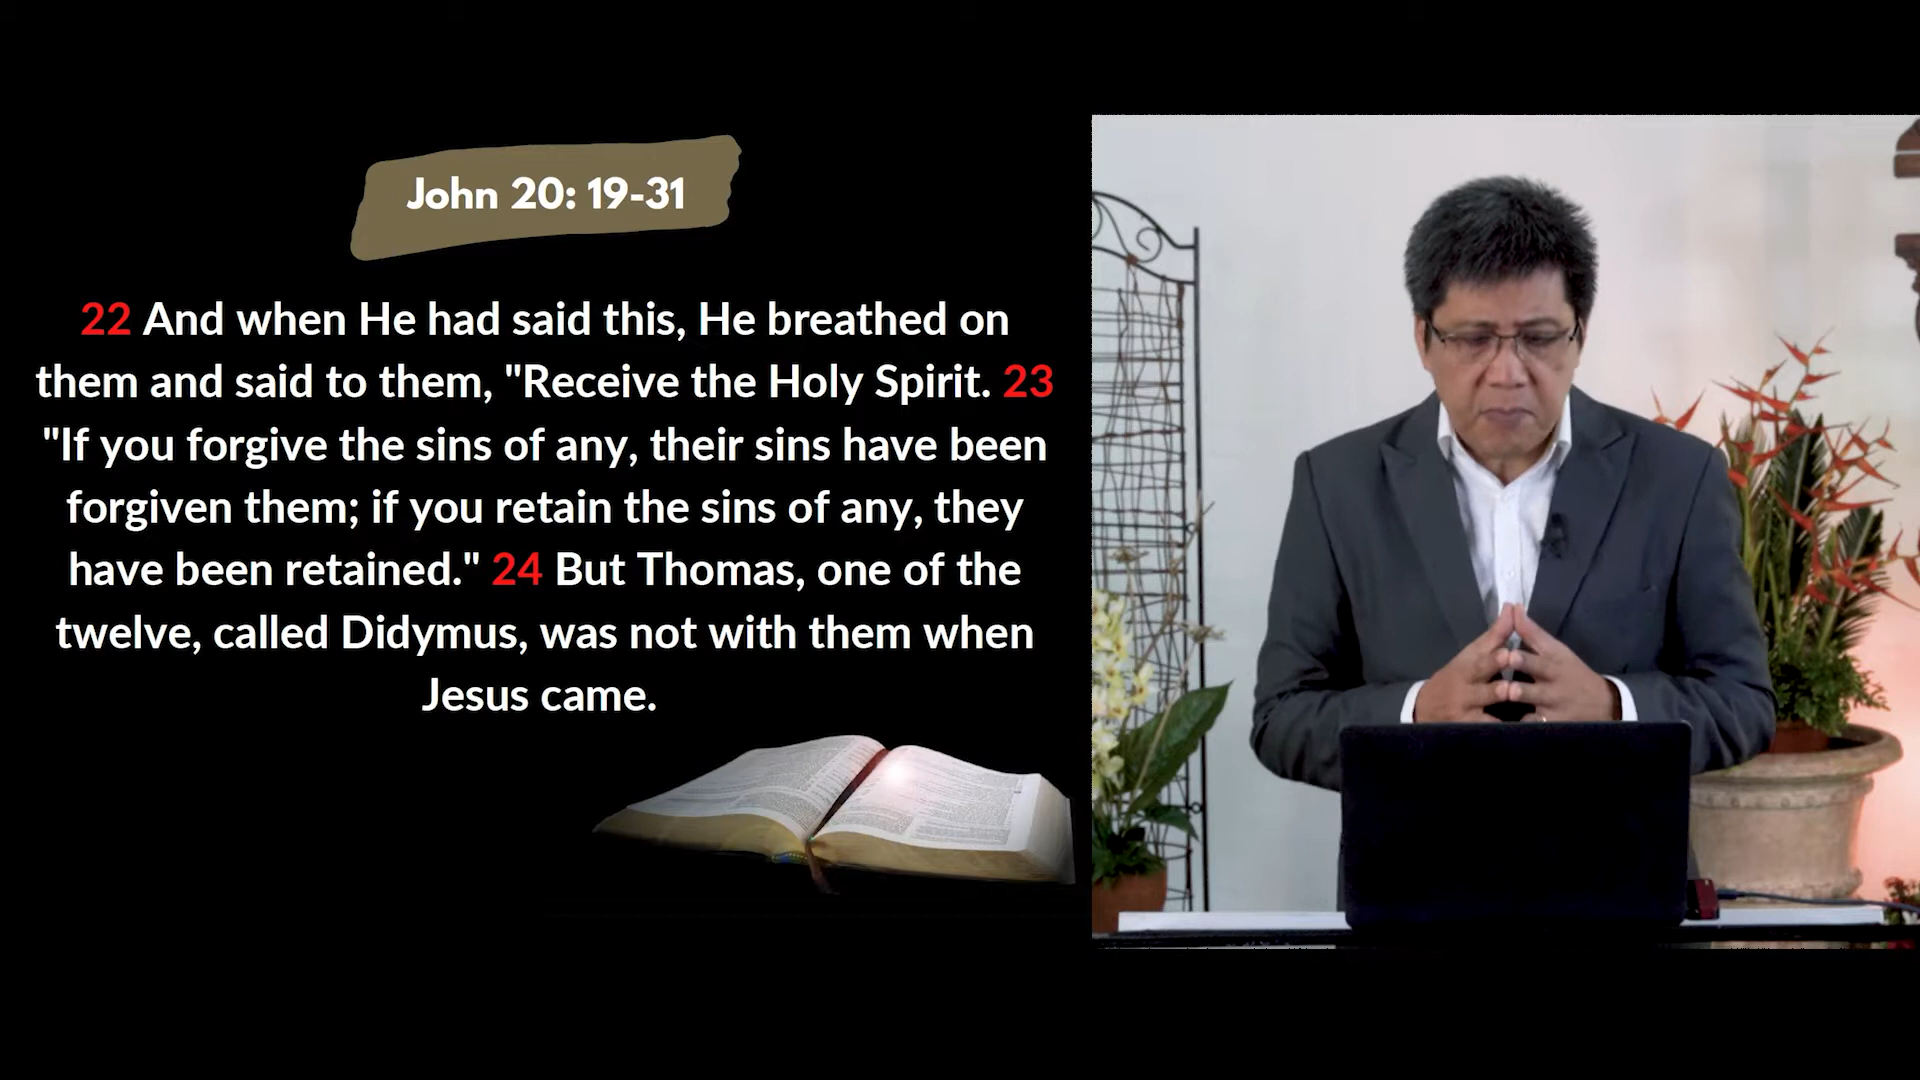 John 20: 19-31
22 And when He had said this, He breathed on
them and said to them, "Receive the Holy Spirit. 23
"If you forgive the sins of any, their sins have been
forgiven them; if you retain the sins of any, they
have been retained." 24 But Thomas, one of the
twelve, called Didymus, was not with them when
Jesus came.